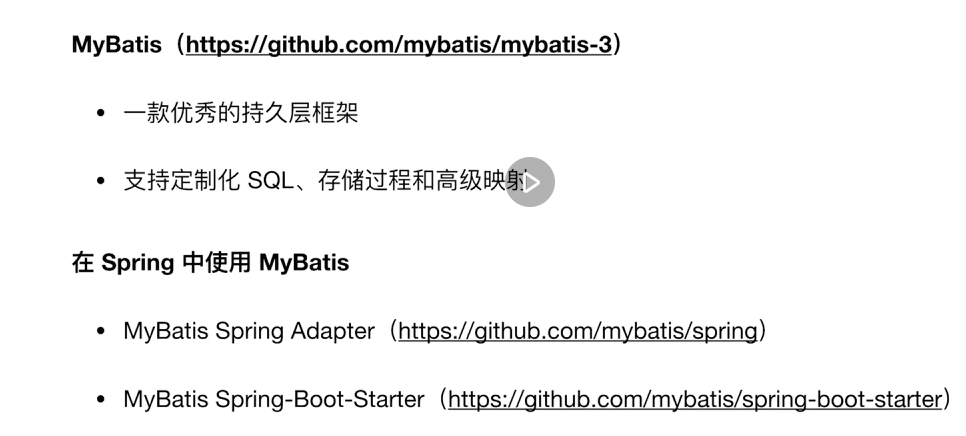 MyBatis（https://github.com/mybatis/mybatis-3）
• 一款优秀的持久层框架
• 支持定制化 SQL、存储过程和高级映射
在 Spring 中使用 MyBatis
• MyBatis Spring Adapter（https://github.com/mybatis/spring）
• MyBatis Spring-Boot-Starter（https://github.com/mybatis/spring-boot-starter）